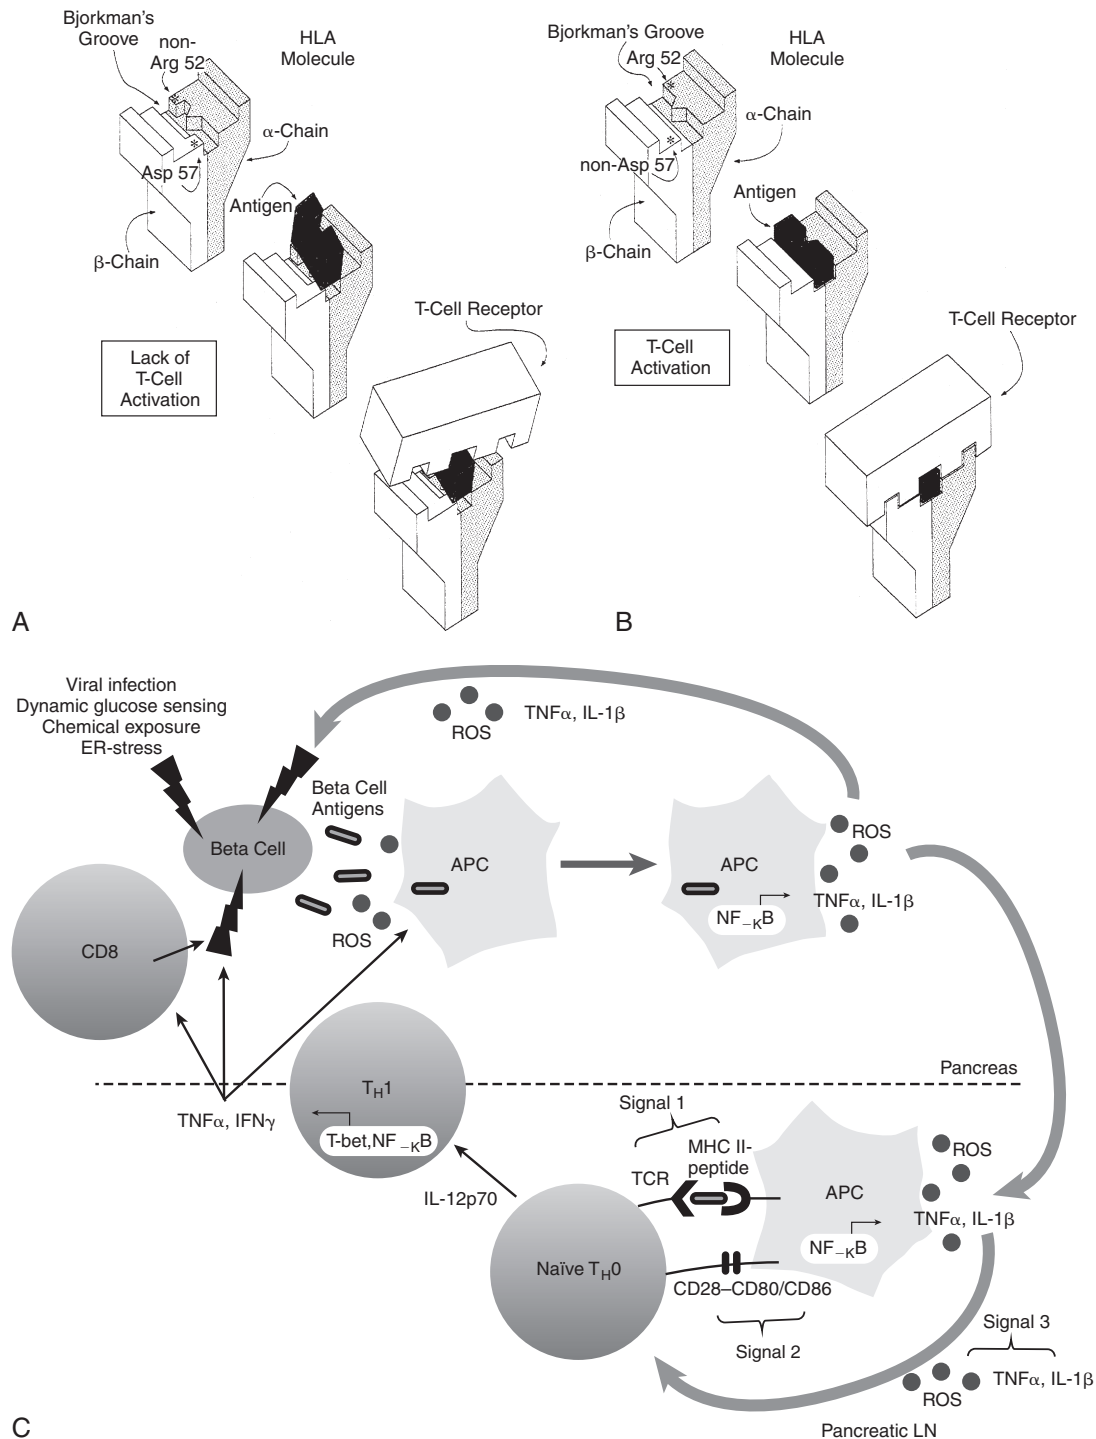 Bjorkman's
Groove
non-
Arg 52
HLA
Molecule
α-Chain
Asp 57
Antigen
β-Chain
Lack of
T-Cell
Activation
T-Cell Receptor
A
Bjorkman's Groove
Arg 52
HLA
Molecule
α-Chain
non-Asp 57
Antigen
β-Chain
T-Cell
Activation
T-Cell Receptor
B
Viral infection
Dynamic glucose sensing
Chemical exposure
ER-stress
ROS
TNFα, IL-1β
Beta Cell
Antigens
Beta Cell
APC
ROS
CD8
APC
NF–KB
ROS
TNFα, IL-1β
Pancreas
TNFα, IFNγ
TH1
T-bet,NF–KB
IL-12p70
Signal 1
MHC II-
peptide
TCR
APC
NF–KB
ROS
TNFα, IL-1β
Naïve TH0
CD28–CD80/CD86
Signal 2
Signal 3
TNFα, IL-1β
ROS
Pancreatic LN
C